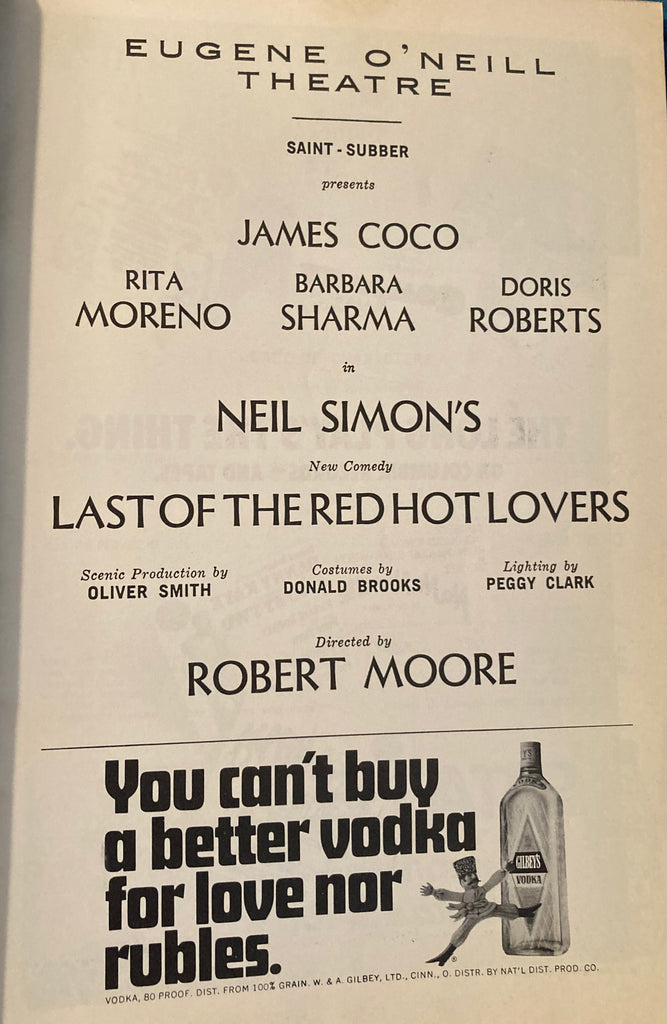 EUGENE O'NEILL
THEATRE
SAINT-SUBBER
presents
JAMES COCO
RITA
MORENO
BARBARA
SHARMA
DORIS
ROBERTS
in
NEIL SIMON'S
New Comedy
LAST OF THE RED HOT LOVERS
Scenic Production by
OLIVER SMITH
Costumes by
DONALD BROOKS
Lighting by
PEGGY CLARK
Directed by
ROBERT MOORE
You can't buy
a better vodka
for love nor
rubles.
GILBEY'S
VODKA
VODKA, 80 PROOF. DIST. FROM 100% GRAIN. W. & A. GILBEY, LTD., CINN., O. DISTR. BY NAT'L DIST. PROD. CO.